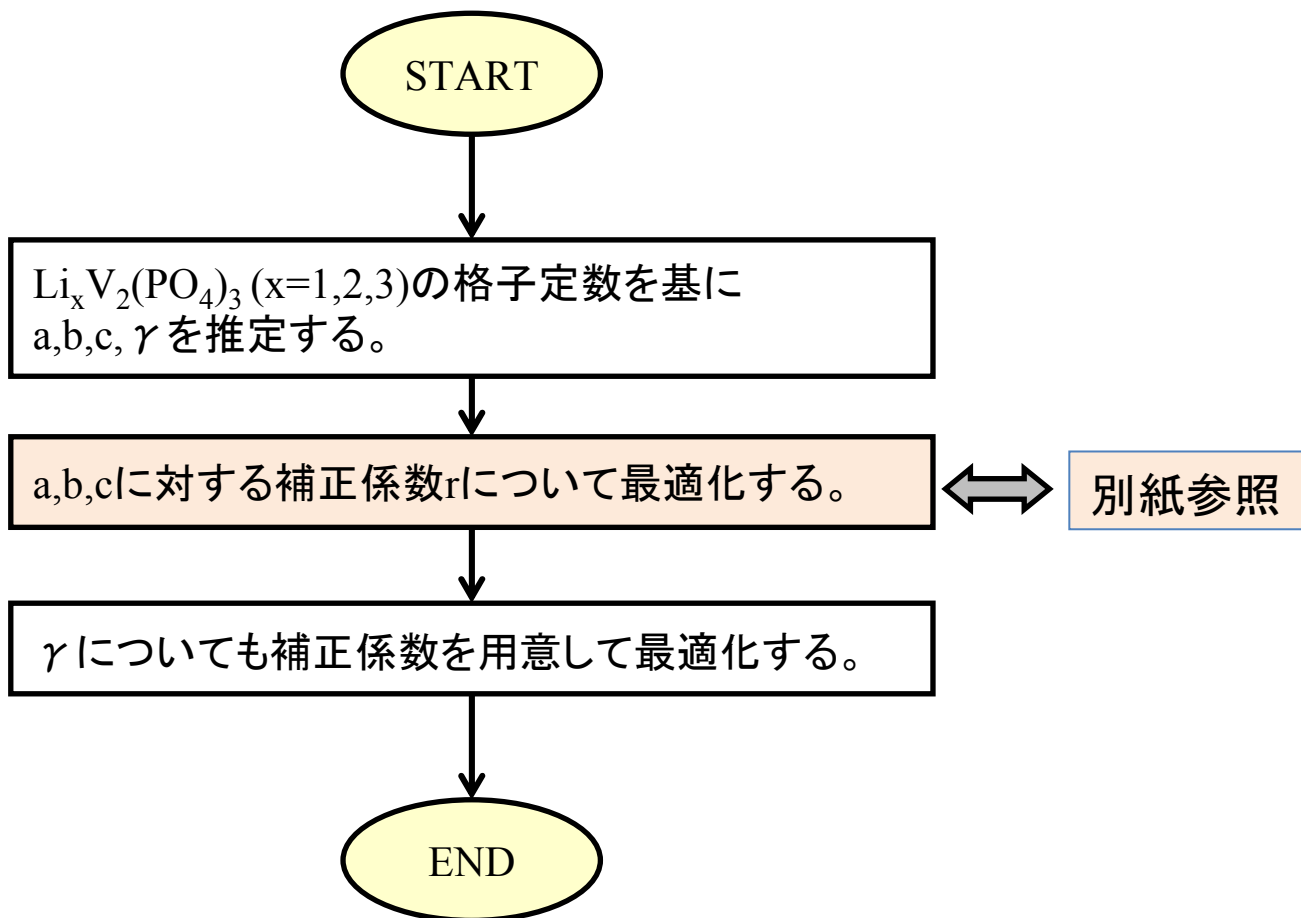 START
LiₓV₂(PO₄)₃ (x=1,2,3)の格子定数を基に
a,b,c,γを推定する。
a,b,cに対する補正係数rについて最適化する。
別紙参照
γについても補正係数を用意して最適化する。
END